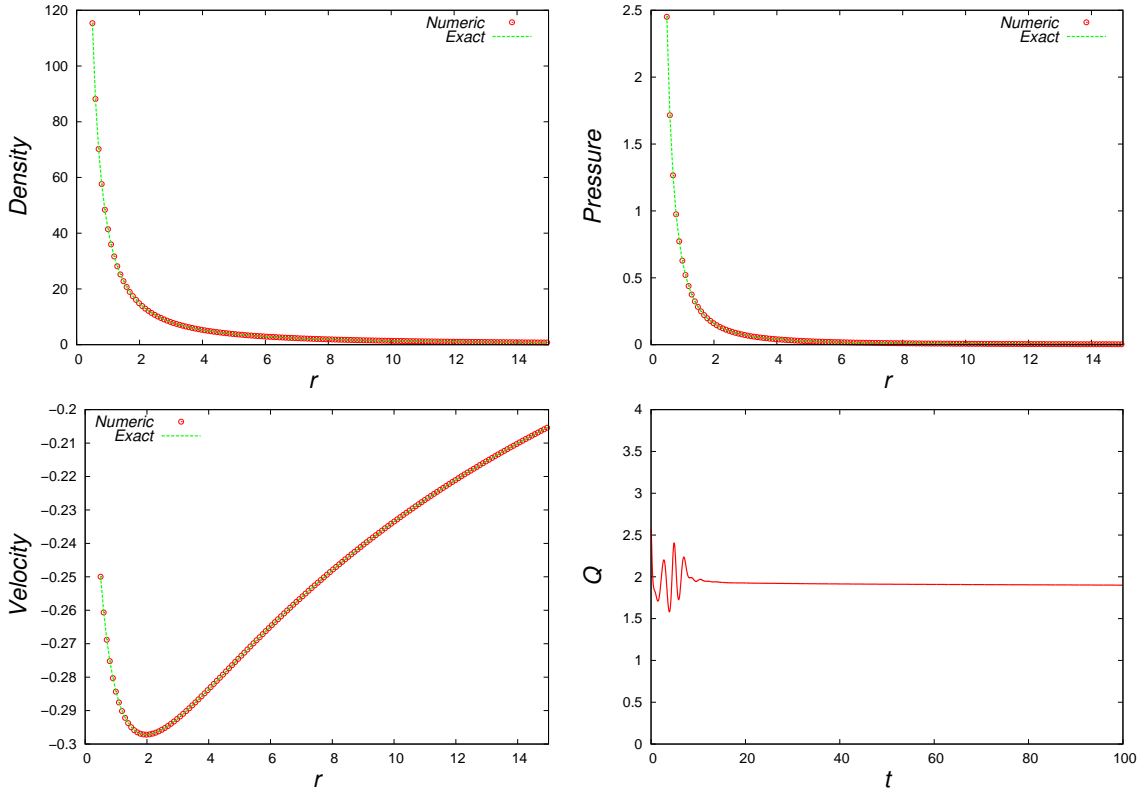 120
100
80
60
40
20
0
Density
0 2 4 6 8 10 12 14
r
Numeric
Exact
2.5
2
1.5
1
0.5
0
Pressure
0 2 4 6 8 10 12 14
r
Numeric
Exact
−0.2
−0.21
−0.22
−0.23
−0.24
−0.25
−0.26
−0.27
−0.28
−0.29
−0.3
Velocity
0 2 4 6 8 10 12 14
r
Numeric
Exact
4
3.5
3
2.5
2
1.5
1
0.5
0
Q
0 20 40 60 80 100
t